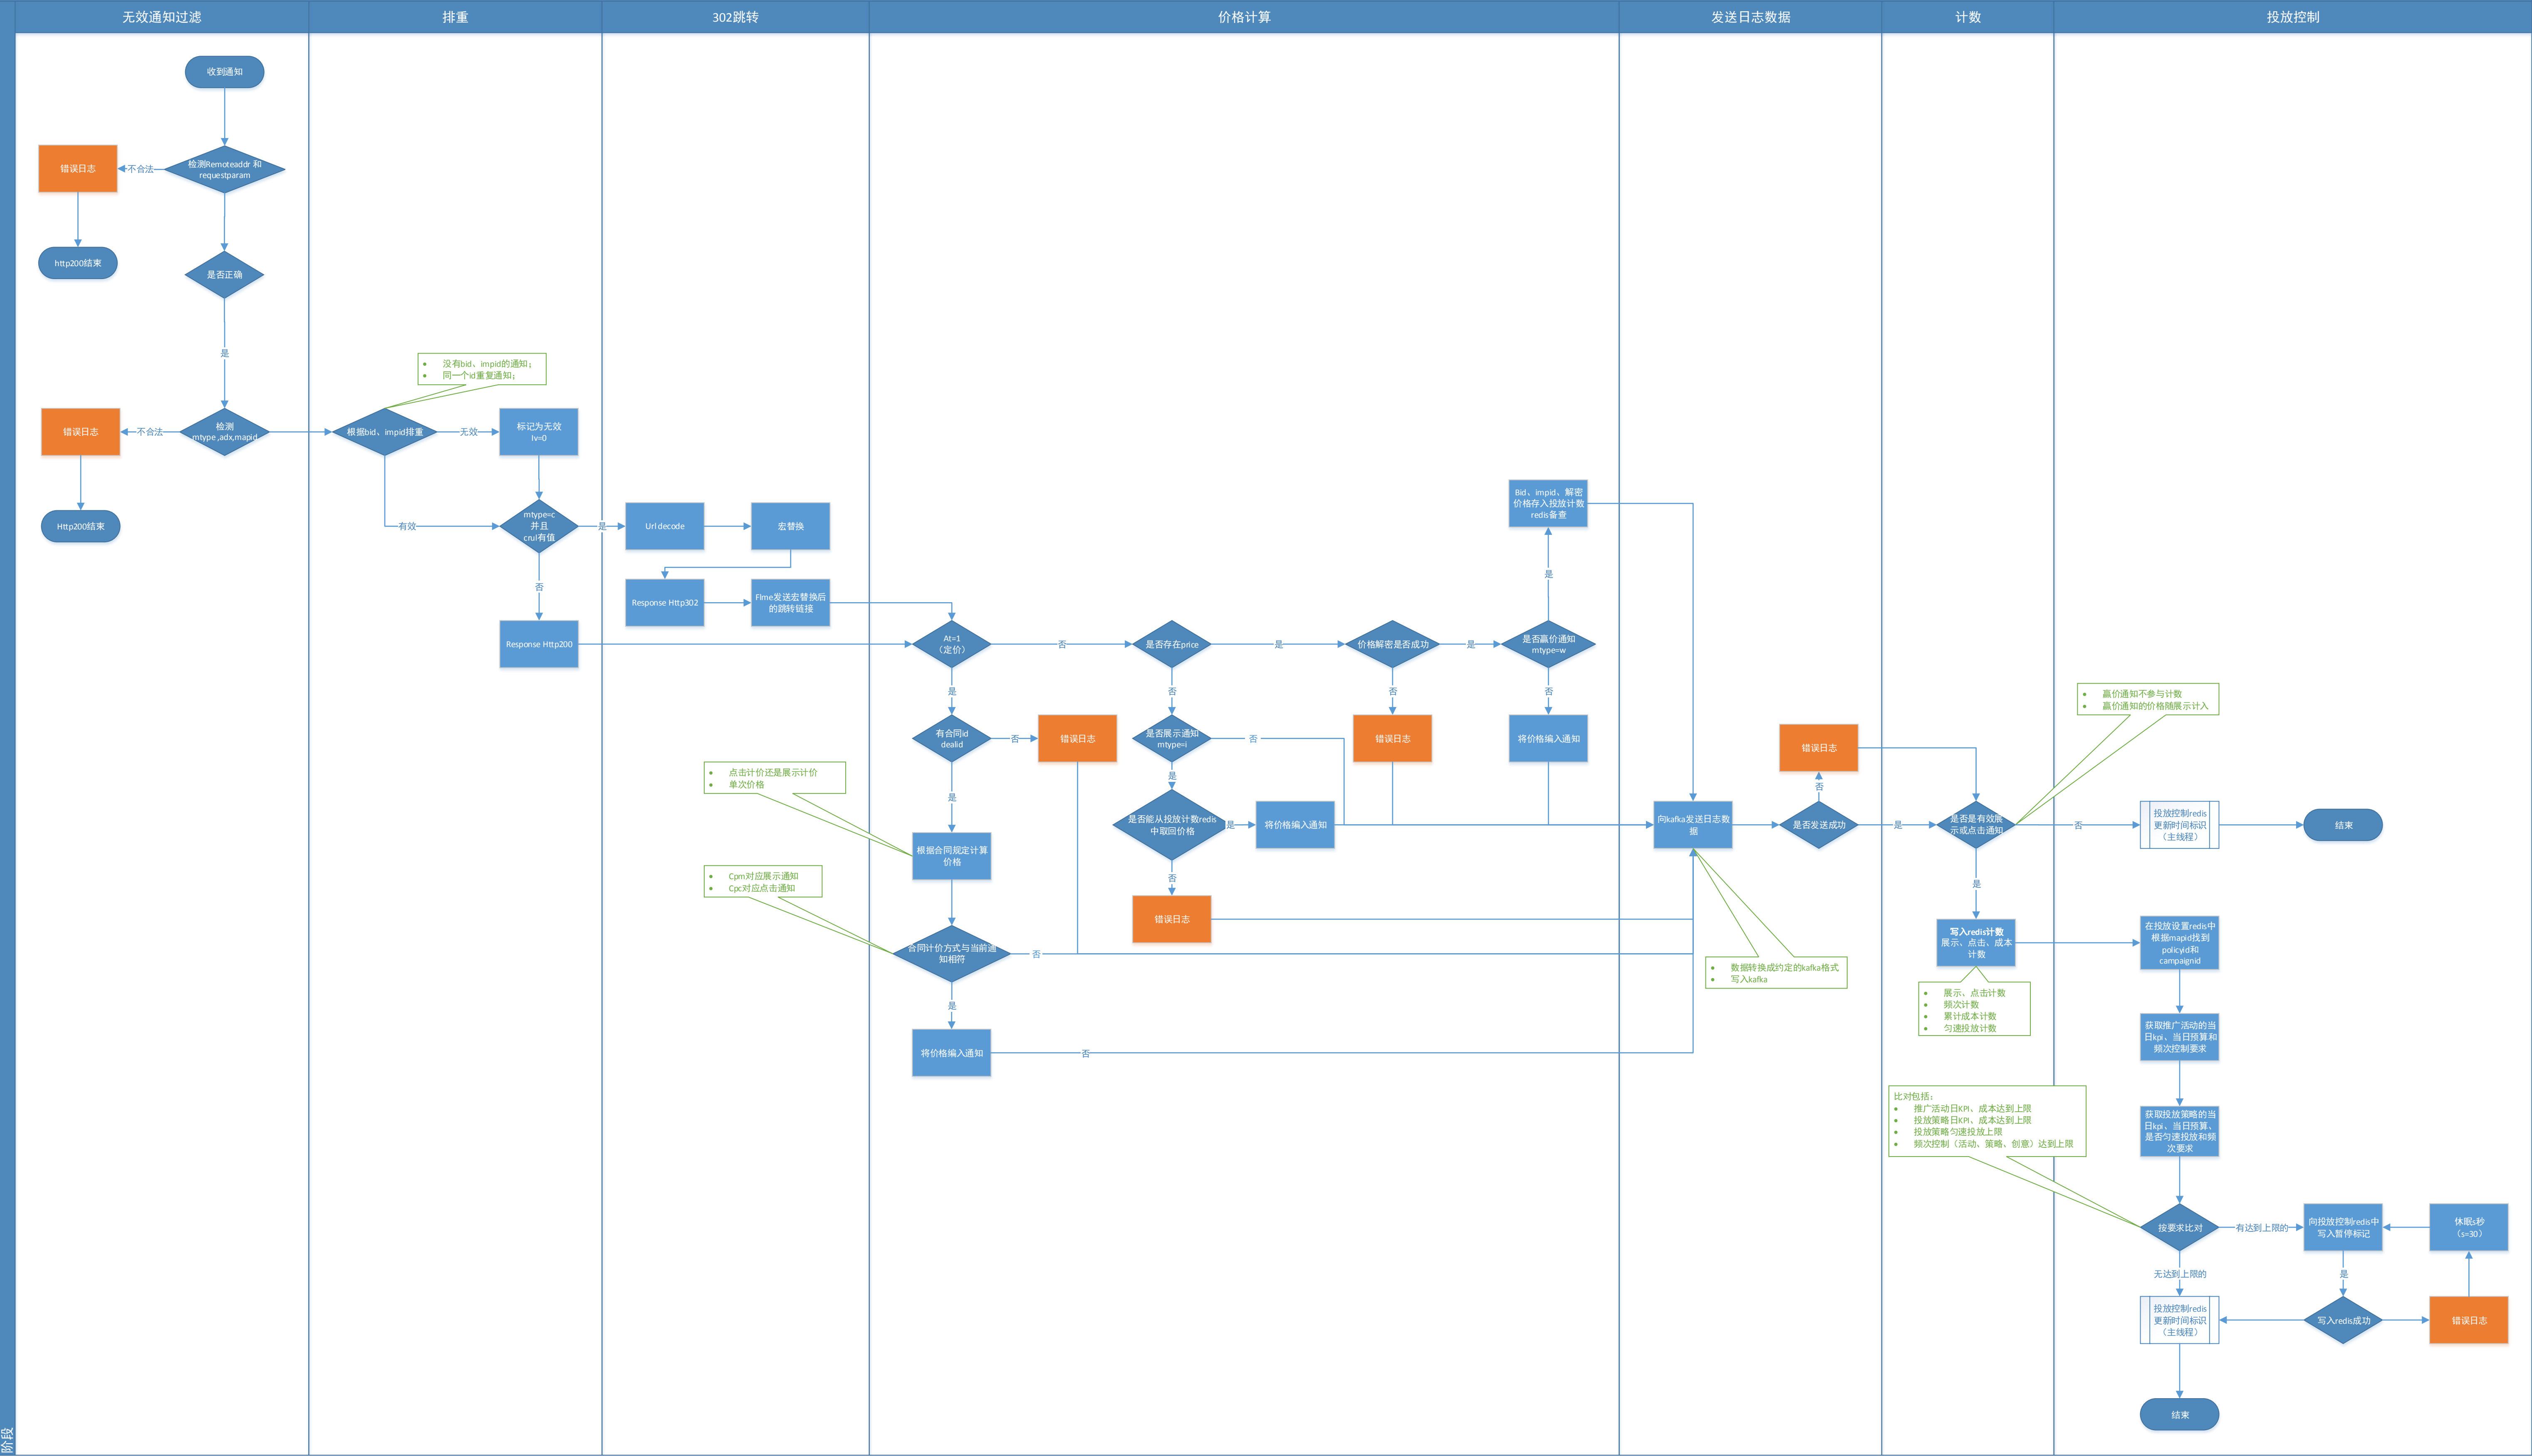 无效通知过滤
排重
302跳转
价格计算
发送日志数据
计数
投放控制
阶段
收到通知
检测Remoteaddr 和
requestparam
不合法
错误日志
http200结束
是否正确
是
检测
mtype ,adx,mapid
不合法
错误日志
Http200结束
没有bid、impid的通知；
同一个id重复通知；
根据bid、impid排重
无效
标记为无效
Iv=0
有效
mtype=c
并且
crul有值
是
否
Response Http200
Url decode
宏替换
Response Http302
Flme发送宏替换后
的跳转链接
At=1
（定价）
否
是
有合同id
dealid
否
错误日志
是
点击计价还是展示计价
单次价格
根据合同规定计算
价格
Cpm对应展示通知
Cpc对应点击通知
合同计价方式与当前通
知相符
否
是
将价格编入通知
否
是否存在price
是
否
是否展示通知
mtype=i
否
是
是否能从投放计数redis
中取回价格
是
将价格编入通知
否
错误日志
价格解密是否成功
是
否
错误日志
Bid、impid、解密
价格存入投放计数
redis备查
是
是否赢价通知
mtype=w
否
将价格编入通知
向kafka发送日志数
据
数据转换成约定的kafka格式
写入kafka
错误日志
否
是否发送成功
是
是否是有效展
示或点击通知
否
是
赢价通知不参与计数
赢价通知的价格随展示计入
写入redis计数
展示、点击、成本
计数
展示、点击计数
频次计数
累计成本计数
匀速投放计数
投放控制redis
更新时间标识
（主线程）
结束
在投放设置redis中
根据mapid找到
policyid和
campaignid
获取推广活动的当
日kpi、当日预算和
频次控制要求
获取投放策略的当
日kpi、当日预算、
是否匀速投放和频
次要求
比对包括：
推广活动日KPI、成本达到上限
投放策略日KPI、成本达到上限
投放策略匀速投放上限
频次控制（活动、策略、创意）达到上限
按要求比对
有达到上限的
向投放控制redis中
写入暂停标记
休眠s秒
（s=30）
无达到上限的
是
投放控制redis
更新时间标识
（主线程）
写入redis成功
错误日志
结束